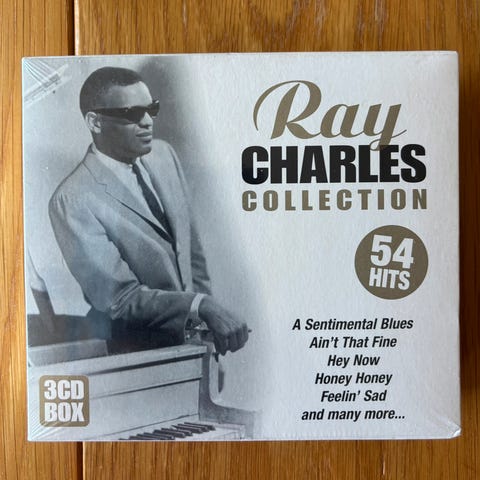 Ray
CHARLES
COLLECTION
54
HITS
A Sentimental Blues
Ain't That Fine
Hey Now
Honey Honey
Feelin' Sad
and many more...
3CD
BOX